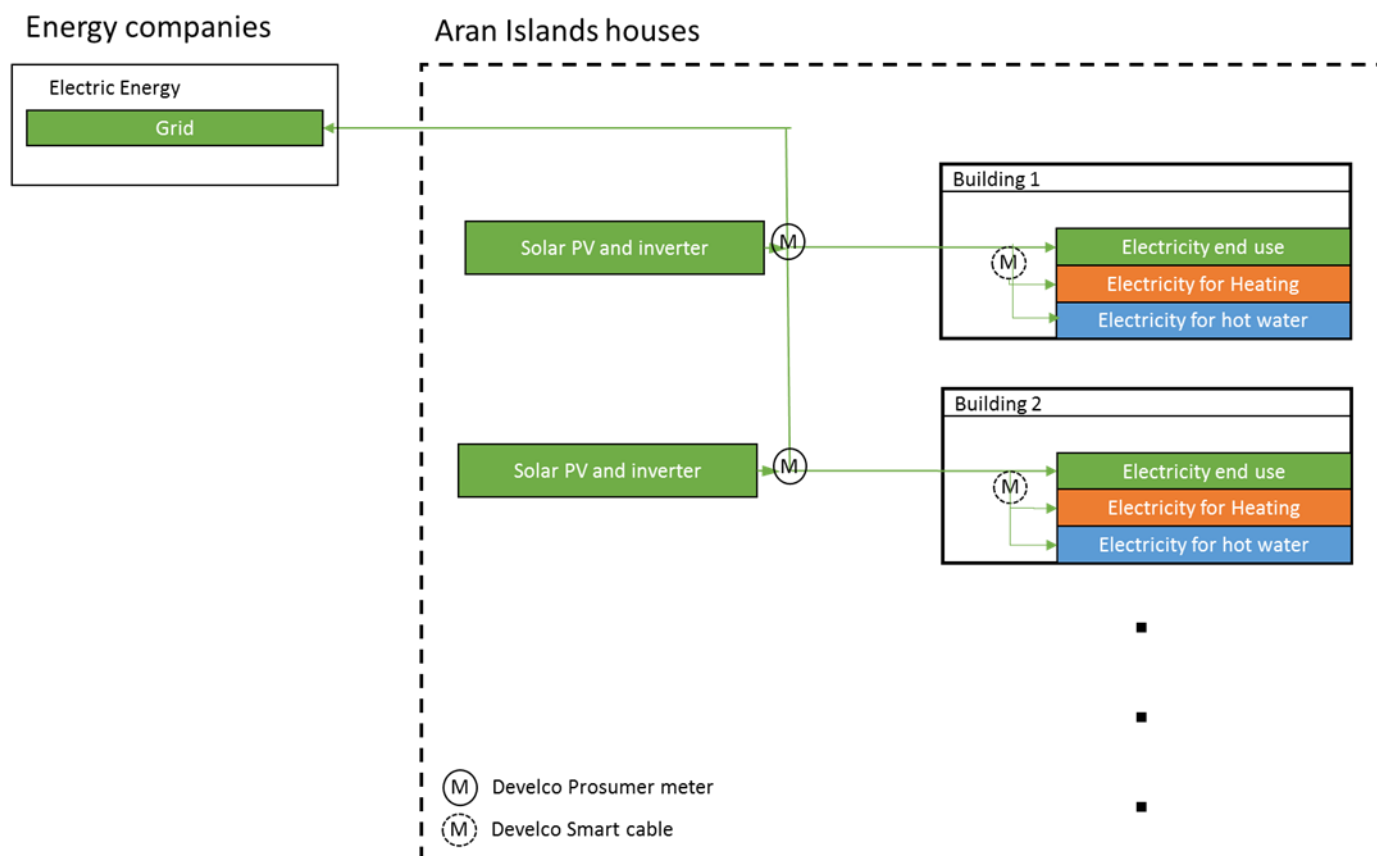 Energy companies
Aran Islands houses
Electric Energy
Grid
Building 1
Solar PV and inverter
M
Electricity end use
M
Electricity for Heating
Electricity for hot water
Building 2
Solar PV and inverter
M
Electricity end use
M
Electricity for Heating
Electricity for hot water
M Develco Prosumer meter
M Develco Smart cable